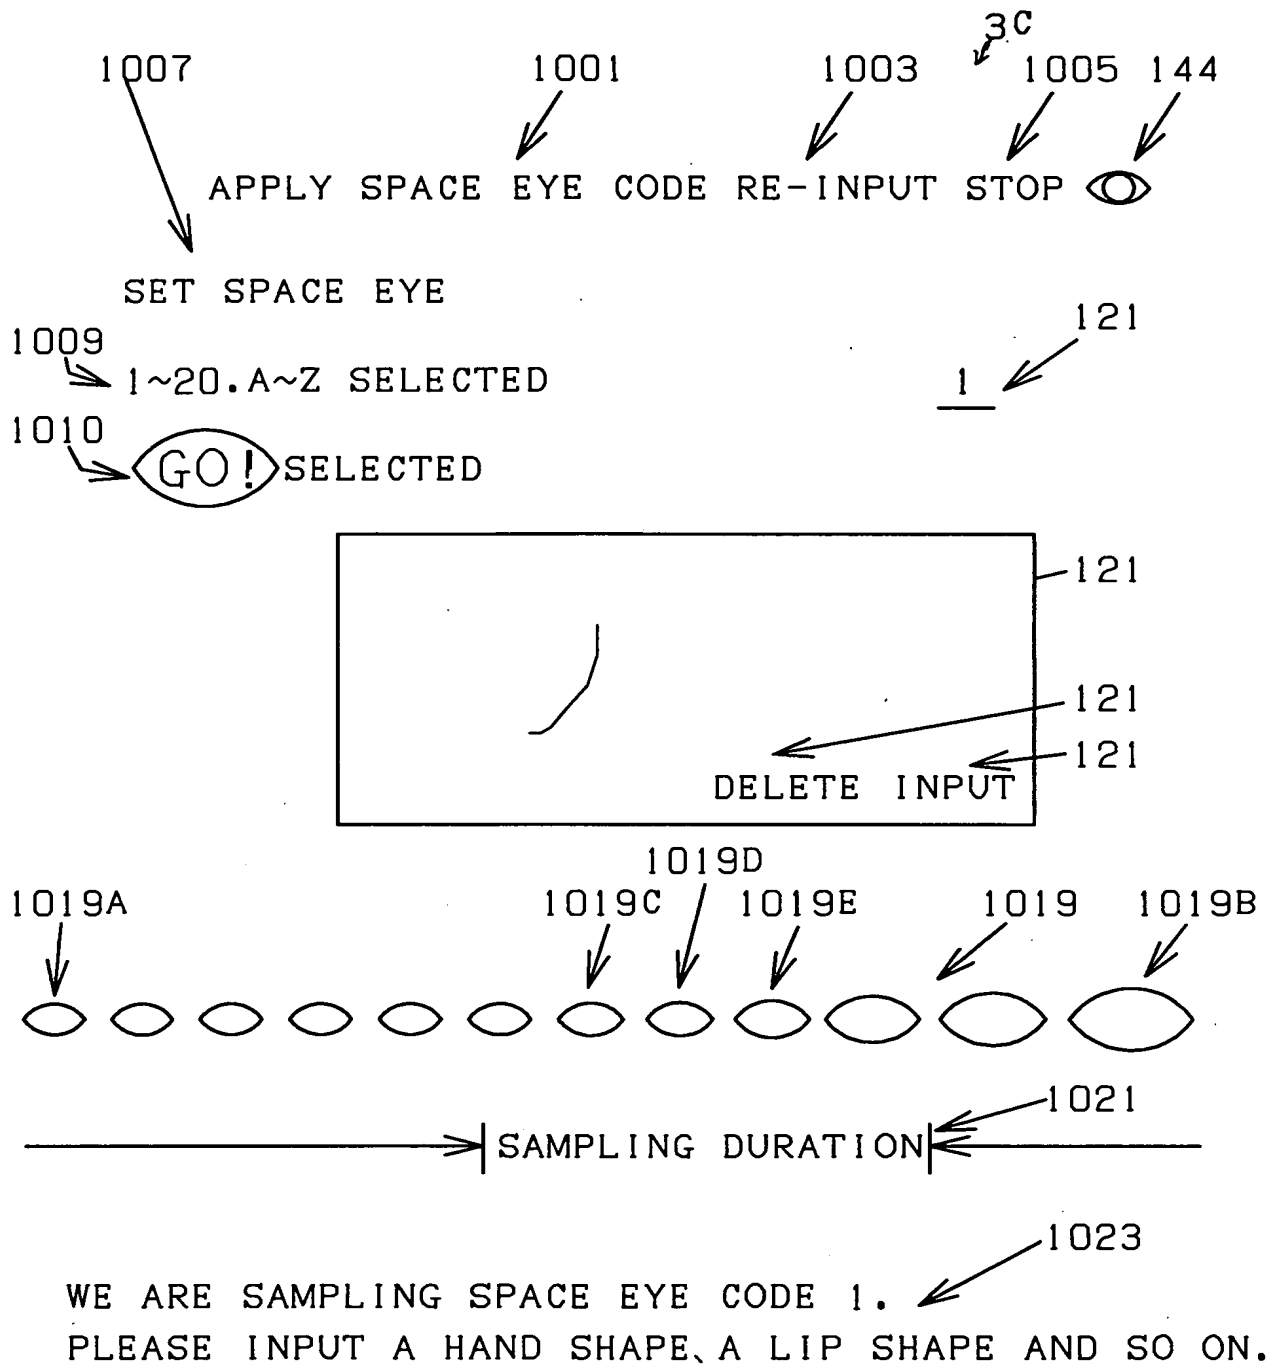 3C
1007 1001 1003 1005 144
APPLY SPACE EYE CODE RE-INPUT STOP
SET SPACE EYE
121
1009
1~20.A~Z SELECTED 1
1010
GO! SELECTED
121
121
121
DELETE INPUT
1019D
1019A 1019C 1019E 1019 1019B
1021
SAMPLING DURATION
1023
WE ARE SAMPLING SPACE EYE CODE 1.
PLEASE INPUT A HAND SHAPE、A LIP SHAPE AND SO ON.